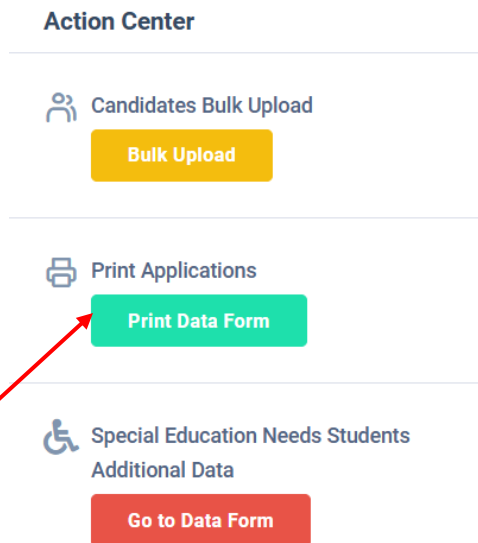 Action Center
Candidates Bulk Upload
Bulk Upload
Print Applications
Print Data Form
Special Education Needs Students
Additional Data
Go to Data Form